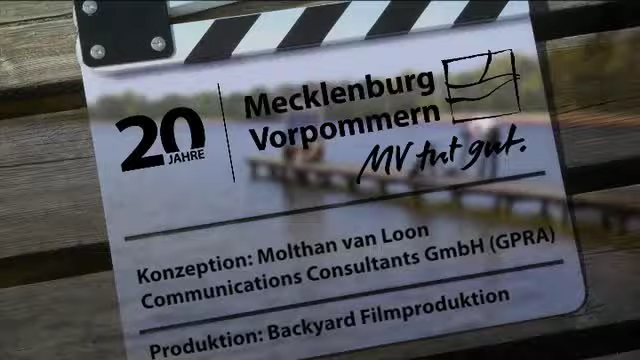 20
JAHRE
Mecklenburg
Vorpommern
MV tut gut.
Konzeption: Molthan van Loon
Communications Consultants GmbH (GPRA)
Produktion: Backyard Filmproduktion